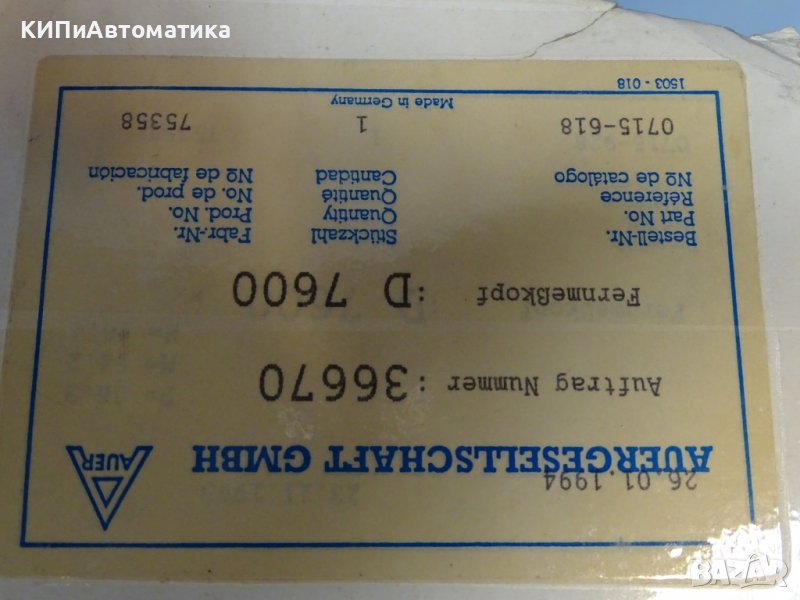 КИПиАвтоматика
26.01.1994
AUERGESELLSCHAFT GMBH
AUER
Auftrag Nummer : 36670
Fernmeßkopf : D 7600
Bestell-Nr. Stückzahl Fabr-Nr.
Part No. Quantity Prod. No.
Référence Quantité No. de prod.
Nº de catálogo Cantidad Nº de fabricación
0715-618 1 75358
Made in Germany
1503 - 018
BAZAR